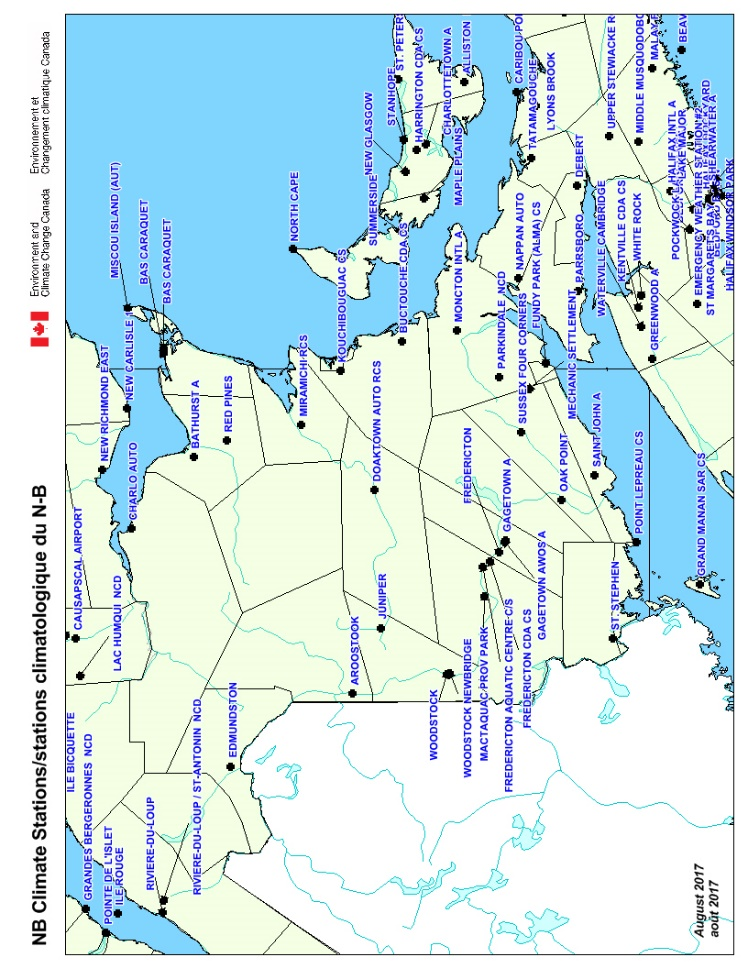 NB Climate Stations/stations climatologique du N-B
Environment and
Climate Change Canada
Environnement et
Changement climatique Canada
ILE BICQUETTE
GRANDES BERGERONNES NCD
POINTE DE L'ISLET
ILE ROUGE
CAUSAPSCAL AIRPORT
LAC HUMQUI NCD
NEW RICHMOND EAST
NEW CARLISLE 1
CHARLO AUTO
MISCOU ISLAND (AUT)
BAS CARAQUET
BAS CARAQUET
RIVIERE-DU-LOUP
RIVIERE-DU-LOUP / ST-ANTONIN NCD
EDMUNDSTON
BATHURST A
RED PINES
MIRAMICHI RCS
NORTH CAPE
KOUCHIBOUGUAC CS
AROOSTOOK
JUNIPER
DOAKTOWN AUTO RCS
BUCTOUCHE CDA CS
SUMMERSIDE
NEW GLASGOW
STANHOPE
ST. PETERS
HARRINGTON CDA CS
CHARLOTTETOWN A
ALLISTON
MAPLE PLAINS
WOODSTOCK
WOODSTOCK NEWBRIDGE
MACTAQUAC PROV PARK
FREDERICTON AQUATIC CENTRE-C/S
FREDERICTON CDA CS
GAGETOWN AWOS A
FREDERICTON
GAGETOWN A
MONCTON INTL A
PARKINDALE NCD
SUSSEX FOUR CORNERS
FUNDY PARK (ALMA) CS
MECHANIC SETTLEMENT
NAPPAN AUTO
CARIBOU POI
TATAMAGOUCHE
LYONS BROOK
DEBERT
PARRSBORO
OAK POINT
SAINT JOHN A
ST. STEPHEN
POINT LEPREAU CS
GRAND MANAN SAR CS
WATERVILLE CAMBRIDGE
KENTVILLE CDA CS
WHITE ROCK
GREENWOOD A
UPPER STEWIACKE R
MIDDLE MUSQUODOBO
MALAY
BEAV
HALIFAX INTL A
POCKWOCK LAKE
LAKE MAJOR
EMERGENCY WEATHER STATION #2
ST MARGARET'S BAY
SHEARWATER A
HALIFAX WINDSOR PARK
August 2017
août 2017